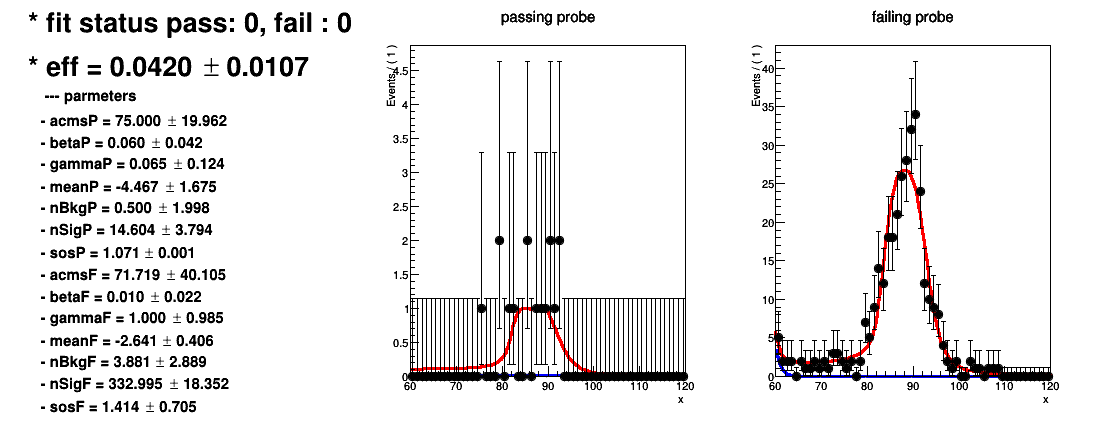 * fit status pass: 0, fail : 0
* eff = 0.0420 ± 0.0107
--- parmeters
- acmsP = 75.000 ± 19.962
- betaP = 0.060 ± 0.042
- gammaP = 0.065 ± 0.124
- meanP = -4.467 ± 1.675
- nBkgP = 0.500 ± 1.998
- nSigP = 14.604 ± 3.794
- sosP = 1.071 ± 0.001
- acmsF = 71.719 ± 40.105
- betaF = 0.010 ± 0.022
- gammaF = 1.000 ± 0.985
- meanF = -2.641 ± 0.406
- nBkgF = 3.881 ± 2.889
- nSigF = 332.995 ± 18.352
- sosF = 1.414 ± 0.705
passing probe
Events / ( 1 )
4.5
4
3.5
3
2.5
2
1.5
1
0.5
0
60 70 80 90 100 110 120
x
failing probe
Events / ( 1 )
40
35
30
25
20
15
10
5
0
60 70 80 90 100 110 120
x